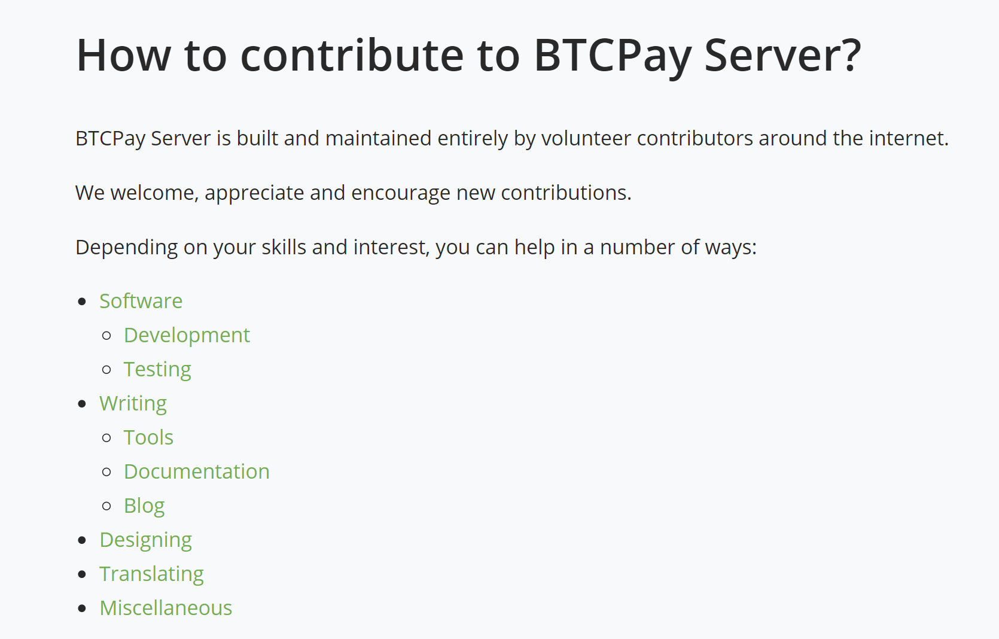 How to contribute to BTCPay Server?
BTCPay Server is built and maintained entirely by volunteer contributors around the internet.
We welcome, appreciate and encourage new contributions.
Depending on your skills and interest, you can help in a number of ways:
Software
Development
Testing
Writing
Tools
Documentation
Blog
Designing
Translating
Miscellaneous